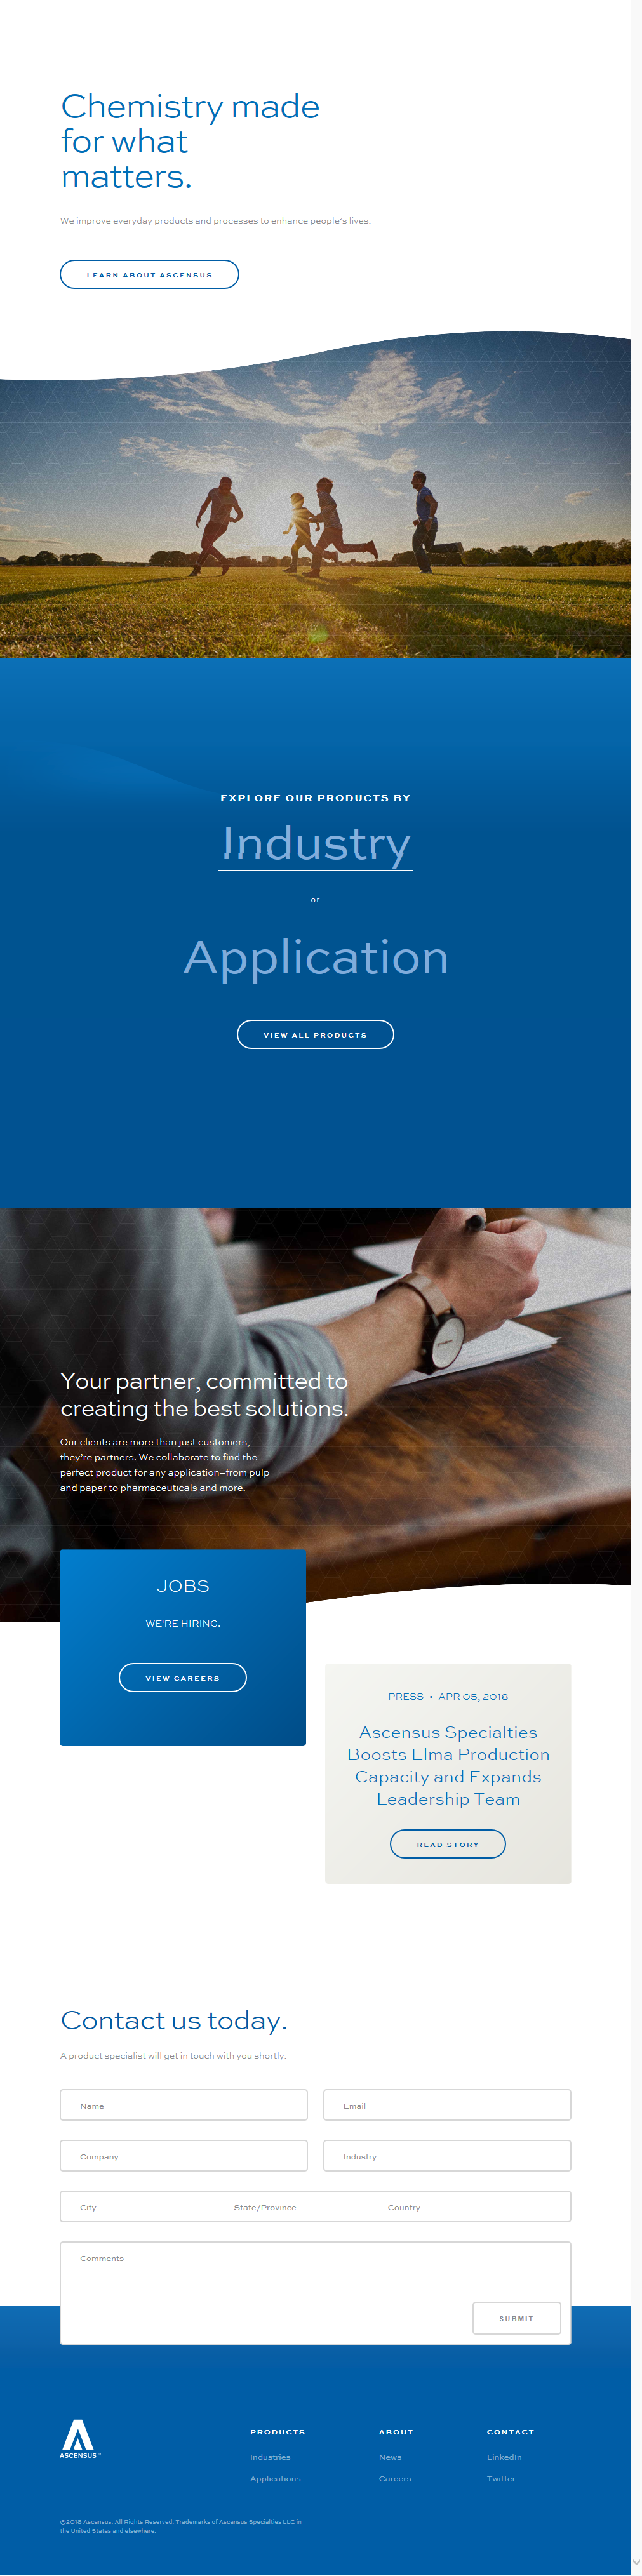 Chemistry made
for what
matters.
We improve everyday products and processes to enhance people's lives.
LEARN ABOUT ASCENSUS
EXPLORE OUR PRODUCTS BY
Industry
or
Application
VIEW ALL PRODUCTS
Your partner, committed to
creating the best solutions.
Our clients are more than just customers,
they're partners. We collaborate to find the
perfect product for any application–from pulp
and paper to pharmaceuticals and more.
JOBS
WE'RE HIRING.
VIEW CAREERS
PRESS • APR 05, 2018
Ascensus Specialties
Boosts Elma Production
Capacity and Expands
Leadership Team
READ STORY
Contact us today.
A product specialist will get in touch with you shortly.
Name
Email
Company
Industry
City
State/Province
Country
Comments
SUBMIT
ASCENSUS™
PRODUCTS
Industries
Applications
ABOUT
News
Careers
CONTACT
LinkedIn
Twitter
©2018 Ascensus. All Rights Reserved. Trademarks of Ascensus Specialties LLC in
the United States and elsewhere.